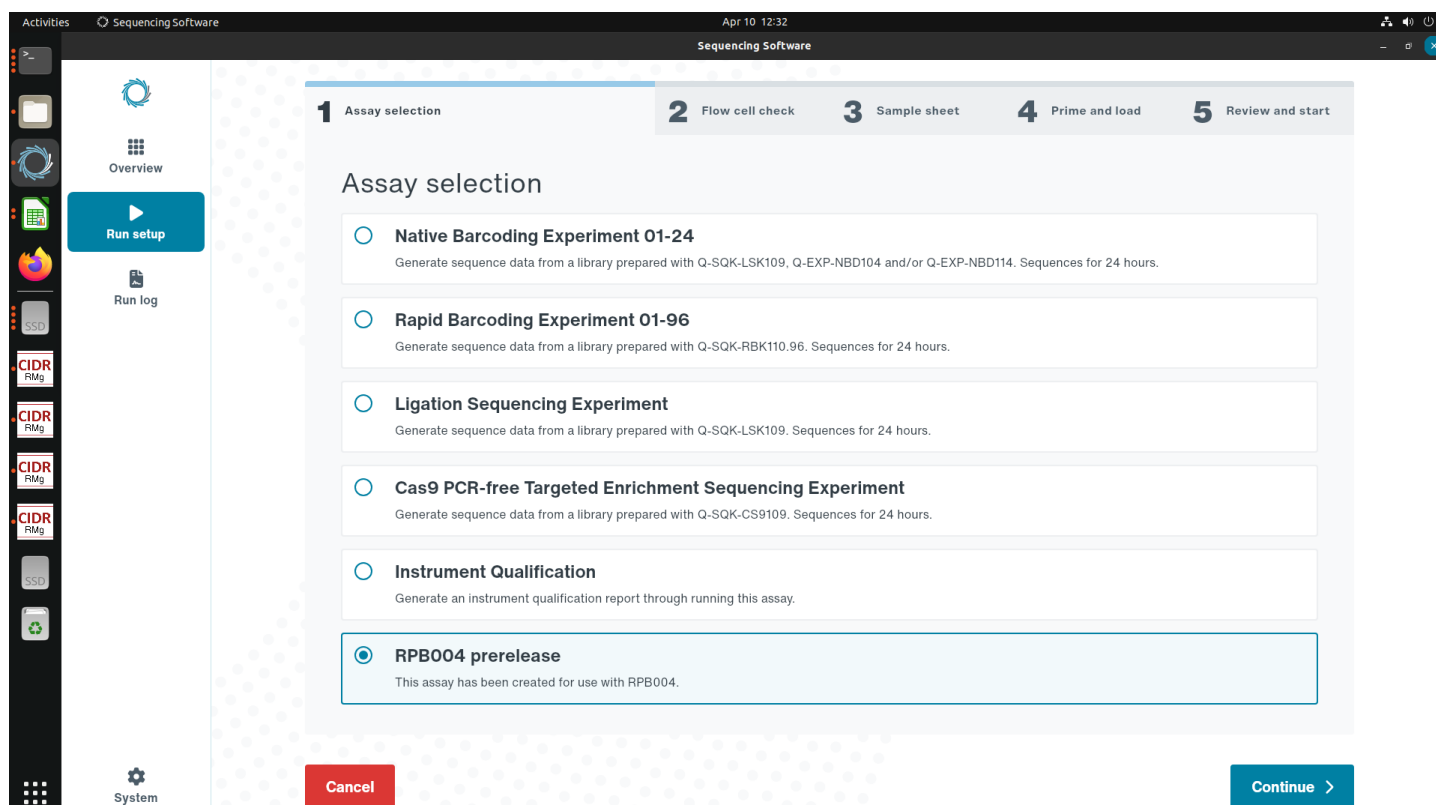 Activities
Sequencing Software
Apr 10 12:32
Sequencing Software
>_
SSD
CIDR
RMg
CIDR
RMg
CIDR
RMg
CIDR
RMg
SSD
Overview
Run setup
Run log
System
1 Assay selection
2 Flow cell check
3 Sample sheet
4 Prime and load
5 Review and start
Assay selection
Native Barcoding Experiment 01-24
Generate sequence data from a library prepared with Q-SQK-LSK109, Q-EXP-NBD104 and/or Q-EXP-NBD114. Sequences for 24 hours.
Rapid Barcoding Experiment 01-96
Generate sequence data from a library prepared with Q-SQK-RBK110.96. Sequences for 24 hours.
Ligation Sequencing Experiment
Generate sequence data from a library prepared with Q-SQK-LSK109. Sequences for 24 hours.
Cas9 PCR-free Targeted Enrichment Sequencing Experiment
Generate sequence data from a library prepared with Q-SQK-CS9109. Sequences for 24 hours.
Instrument Qualification
Generate an instrument qualification report through running this assay.
RPB004 prerelease
This assay has been created for use with RPB004.
Cancel
Continue